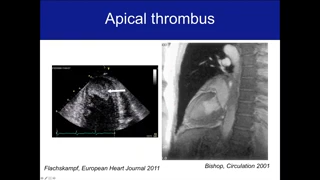 Apical thrombus
Flachskampf, European Heart Journal 2011
Bishop, Circulation 2001